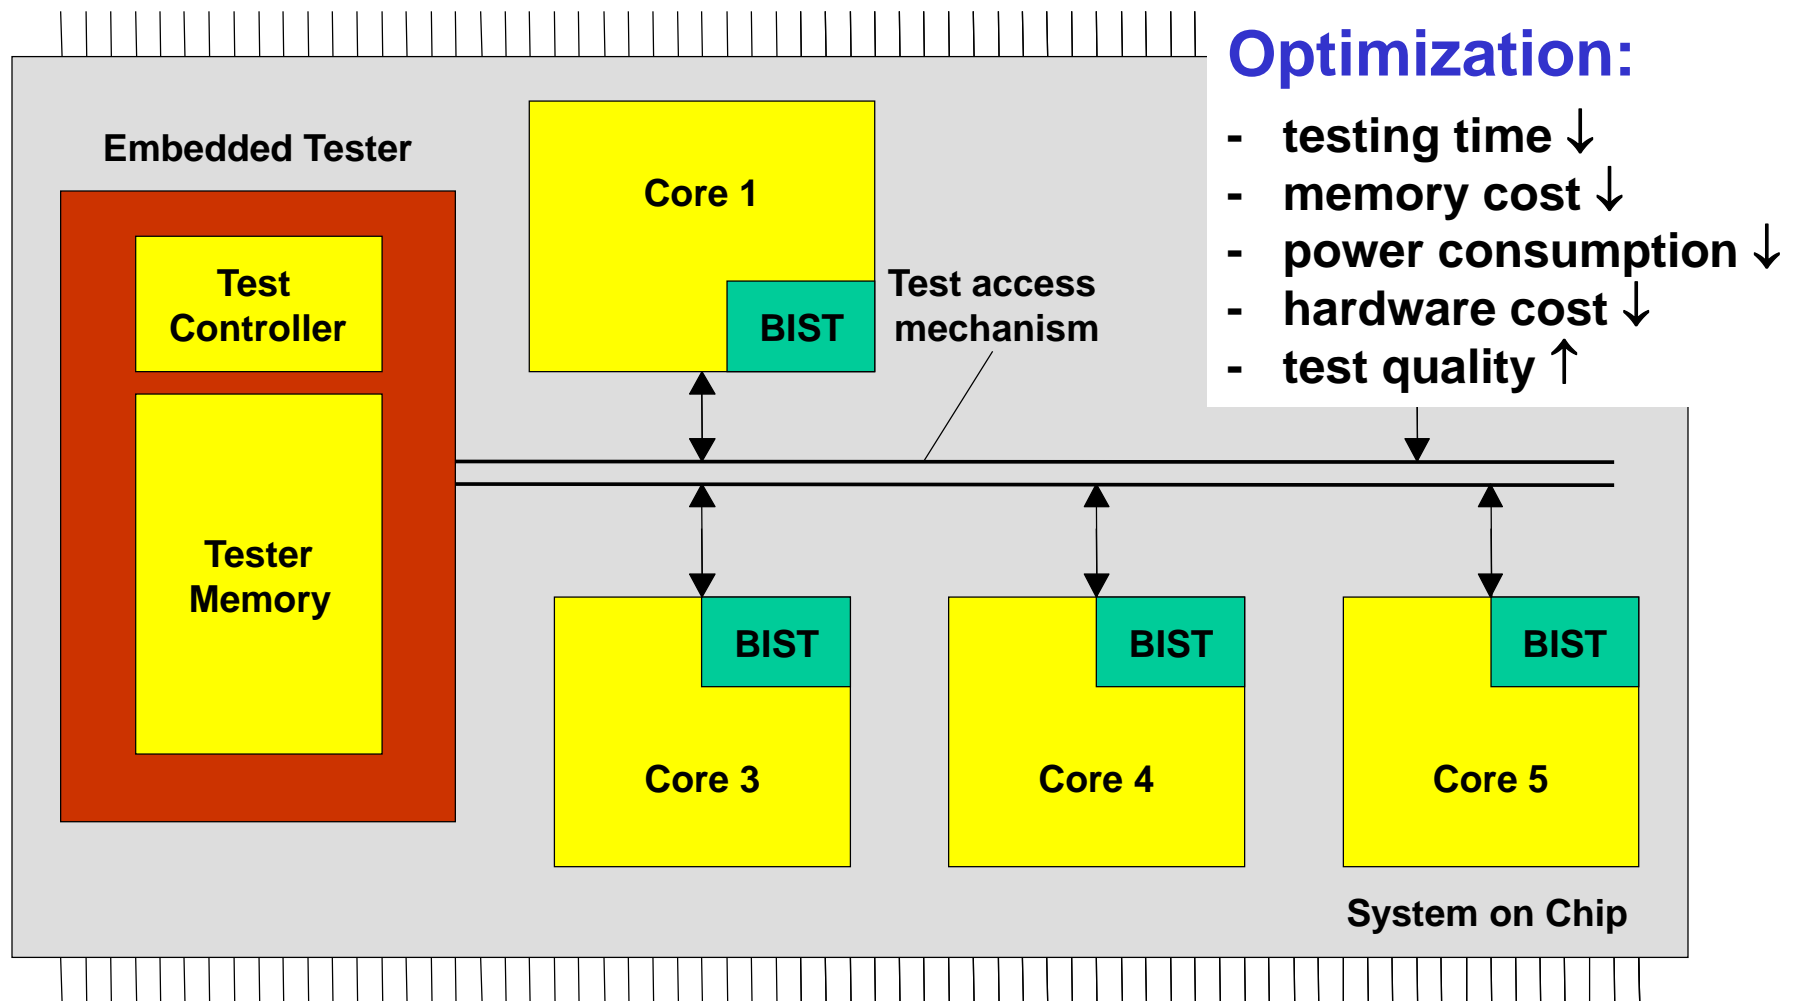 Optimization:
- testing time ↓
- memory cost ↓
- power consumption ↓
- hardware cost ↓
- test quality ↑
Embedded Tester
Test
Controller
Tester
Memory
Core 1
BIST
Test access
mechanism
BIST
Core 3
BIST
Core 4
BIST
Core 5
System on Chip